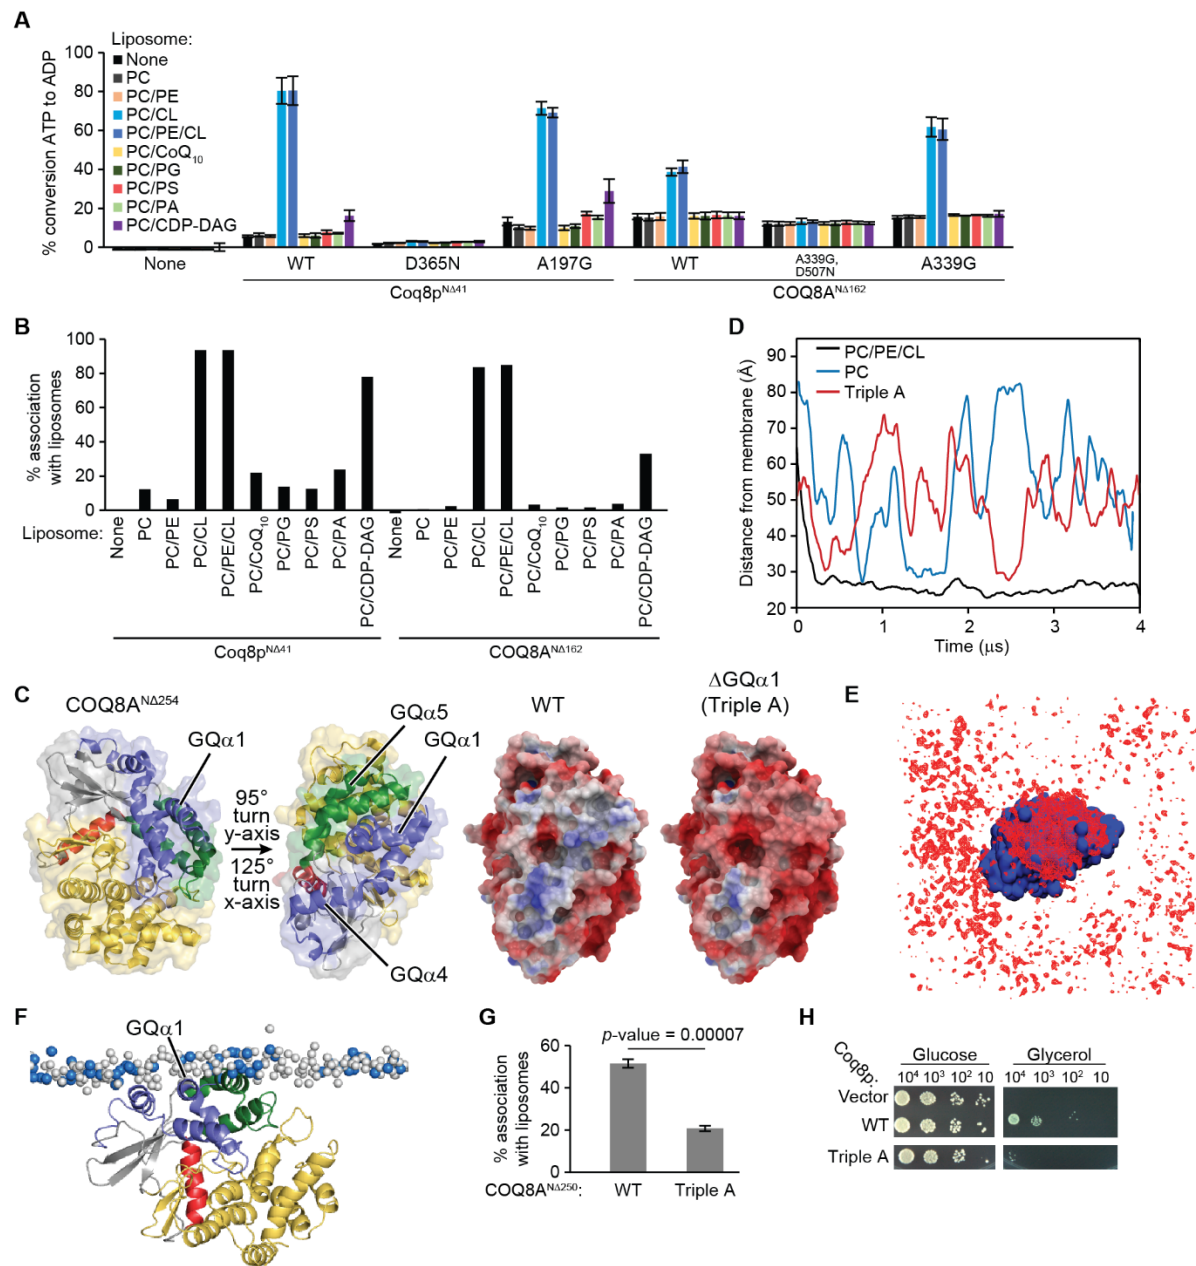 A
Liposome:
None
PC
PC/PE
PC/CL
PC/PE/CL
PC/CoQ10
PC/PG
PC/PS
PC/PA
PC/CDP-DAG
% conversion ATP to ADP
100
80
60
40
20
0
None
WT
D365N
A197G
WT
A339G,
D507N
A339G
Coq8pNΔ41
COQ8ANΔ162
B
% association
with liposomes
100
80
60
40
20
0
Liposome:
None
PC
PC/PE
PC/CL
PC/PE/CL
PC/CoQ10
PC/PG
PC/PS
PC/PA
PC/CDP-DAG
None
PC
PC/PE
PC/CL
PC/PE/CL
PC/CoQ10
PC/PG
PC/PS
PC/PA
PC/CDP-DAG
Coq8pNΔ41
COQ8ANΔ162
D
PC/PE/CL
PC
Triple A
Distance from membrane (Å)
90
80
70
60
50
40
30
20
0
1
2
3
4
Time (μs)
C
COQ8ANΔ254
GQα1
95°
turn
y-axis
125°
turn
x-axis
GQα5
GQα1
GQα4
WT
ΔGQα1
(Triple A)
E
F
GQα1
G
p-value = 0.00007
% association
with liposomes
60
40
20
0
COQ8ANΔ250:
WT
Triple A
H
Coq8p:
Glucose
Glycerol
10⁴ 10³ 10² 10
10⁴ 10³ 10² 10
Vector
WT
Triple A